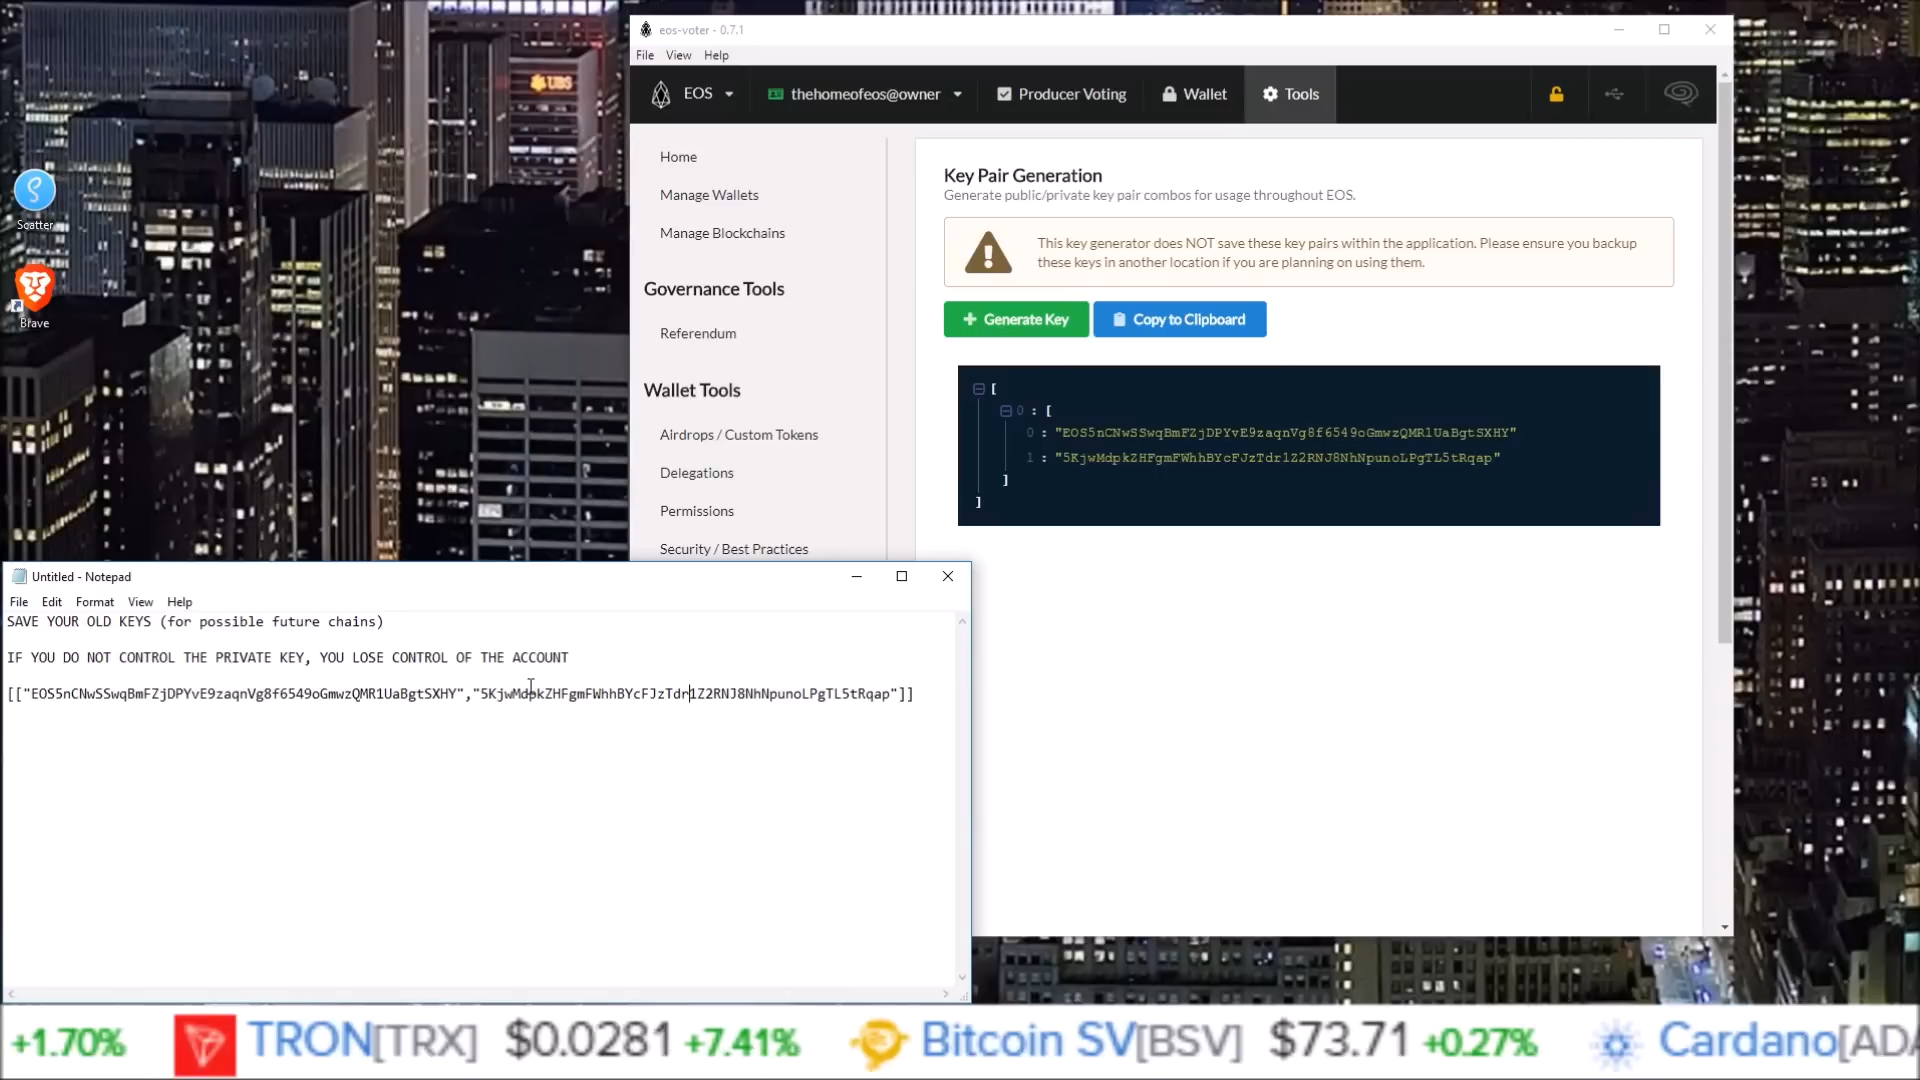 eos-voter - 0.7.1
File View Help
EOS thehomeofeos@owner Producer Voting Wallet Tools
Home
Manage Wallets
Manage Blockchains
Governance Tools
Referendum
Wallet Tools
Airdrops / Custom Tokens
Delegations
Permissions
Security / Best Practices
Key Pair Generation
Generate public/private key pair combos for usage throughout EOS.
This key generator does NOT save these key pairs within the application. Please ensure you backup
these keys in another location if you are planning on using them.
Generate Key Copy to Clipboard
[
0 : [
0 : "EOS5nCNwSSwqBmFZjDPYvE9zaqnVg8f6549oGmwzQMR1UaBgtSXHY"
1 : "5KjwMdpkZHFgmFWhhBYcFJzTdr1Z2RNJ8NhNpunoLPgTL5tRqap"
]
]
UBS
Scatter
Brave
Untitled - Notepad
File Edit Format View Help
SAVE YOUR OLD KEYS (for possible future chains)
IF YOU DO NOT CONTROL THE PRIVATE KEY, YOU LOSE CONTROL OF THE ACCOUNT
[["EOS5nCNwSSwqBmFZjDPYvE9zaqnVg8f6549oGmwzQMR1UaBgtSXHY","5KjwMdpkZHFgmFWhhBYcFJzTdr1Z2RNJ8NhNpunoLPgTL5tRqap"]]
+1.70% TRON[TRX] $0.0281 +7.41% Bitcoin SV[BSV] $73.71 +0.27% Cardano[ADA